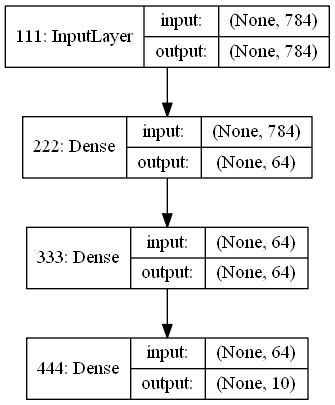 111: InputLayer
input: (None, 784)
output: (None, 784)
222: Dense
input: (None, 784)
output: (None, 64)
333: Dense
input: (None, 64)
output: (None, 64)
444: Dense
input: (None, 64)
output: (None, 10)